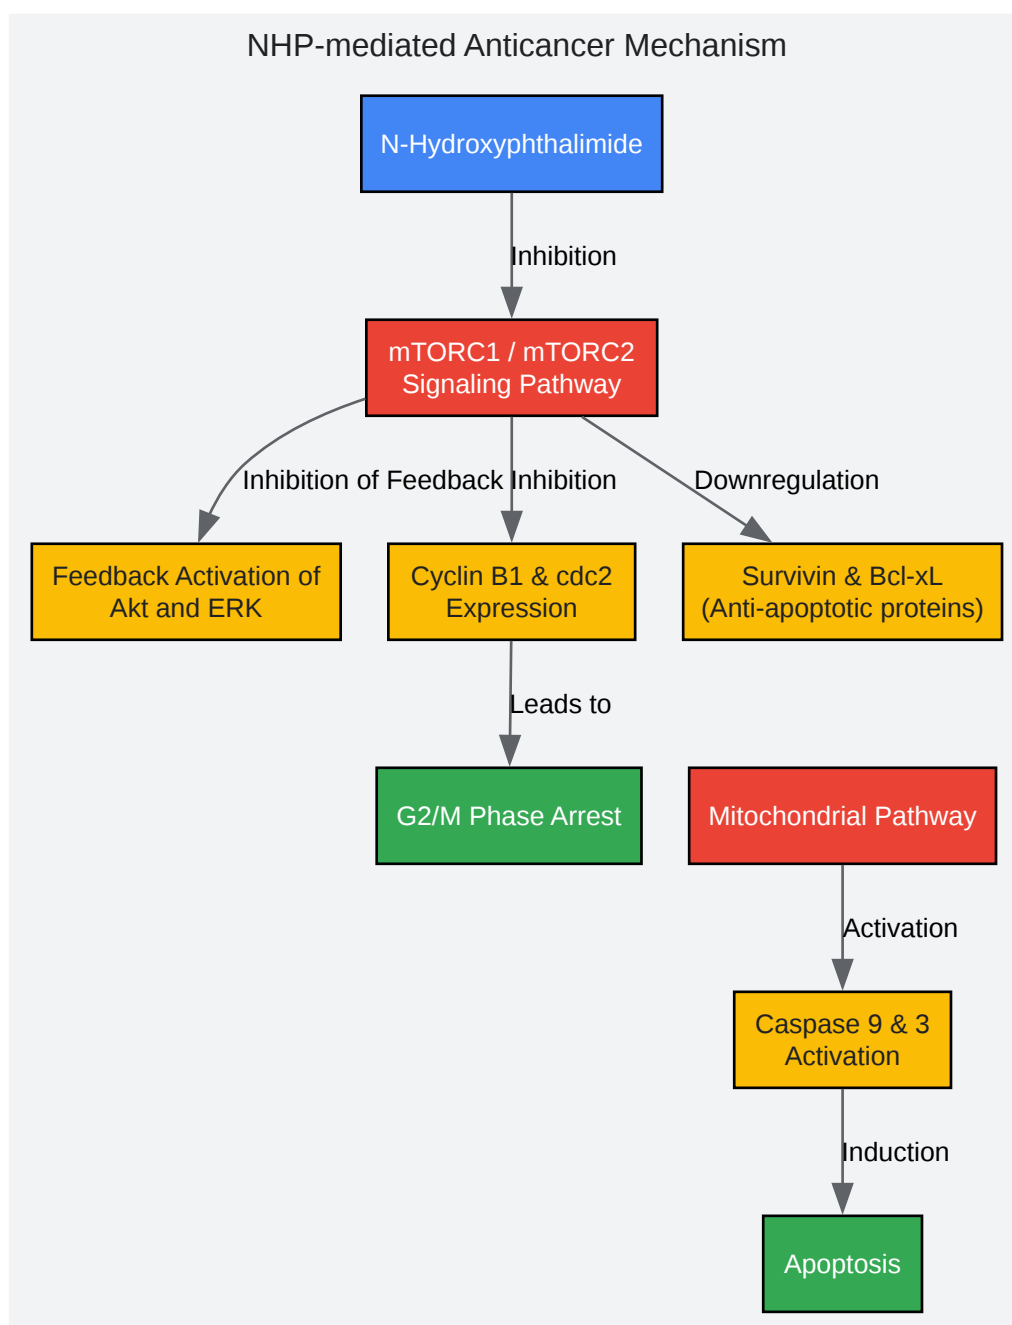 NHP-mediated Anticancer Mechanism
N-Hydroxyphthalimide
Inhibition
mTORC1 / mTORC2
Signaling Pathway
Inhibition of Feedback
Inhibition
Downregulation
Feedback Activation of
Akt and ERK
Cyclin B1 & cdc2
Expression
Survivin & Bcl-xL
(Anti-apoptotic proteins)
Leads to
G2/M Phase Arrest
Mitochondrial Pathway
Activation
Caspase 9 & 3
Activation
Induction
Apoptosis